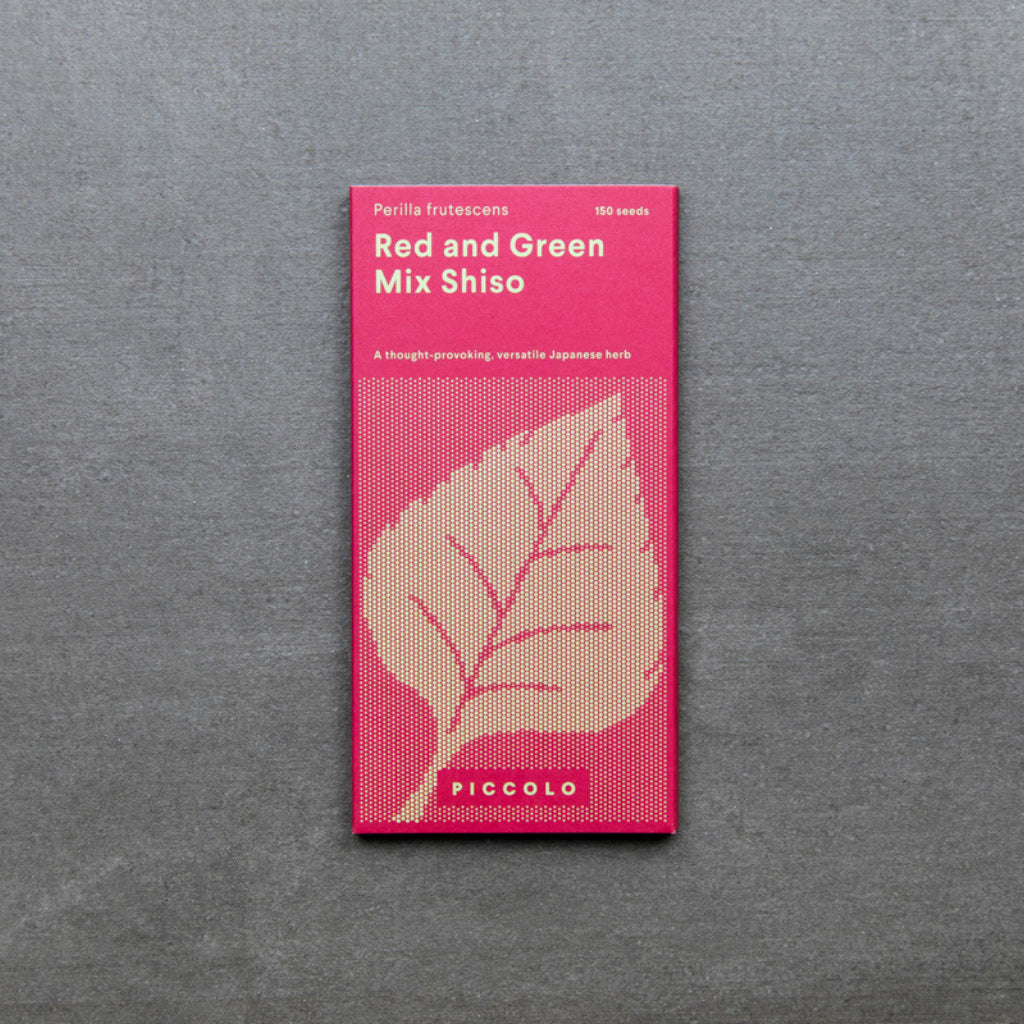 Perilla frutescens
150 seeds
Red and Green
Mix Shiso
A thought-provoking, versatile Japanese herb
PICCOLO